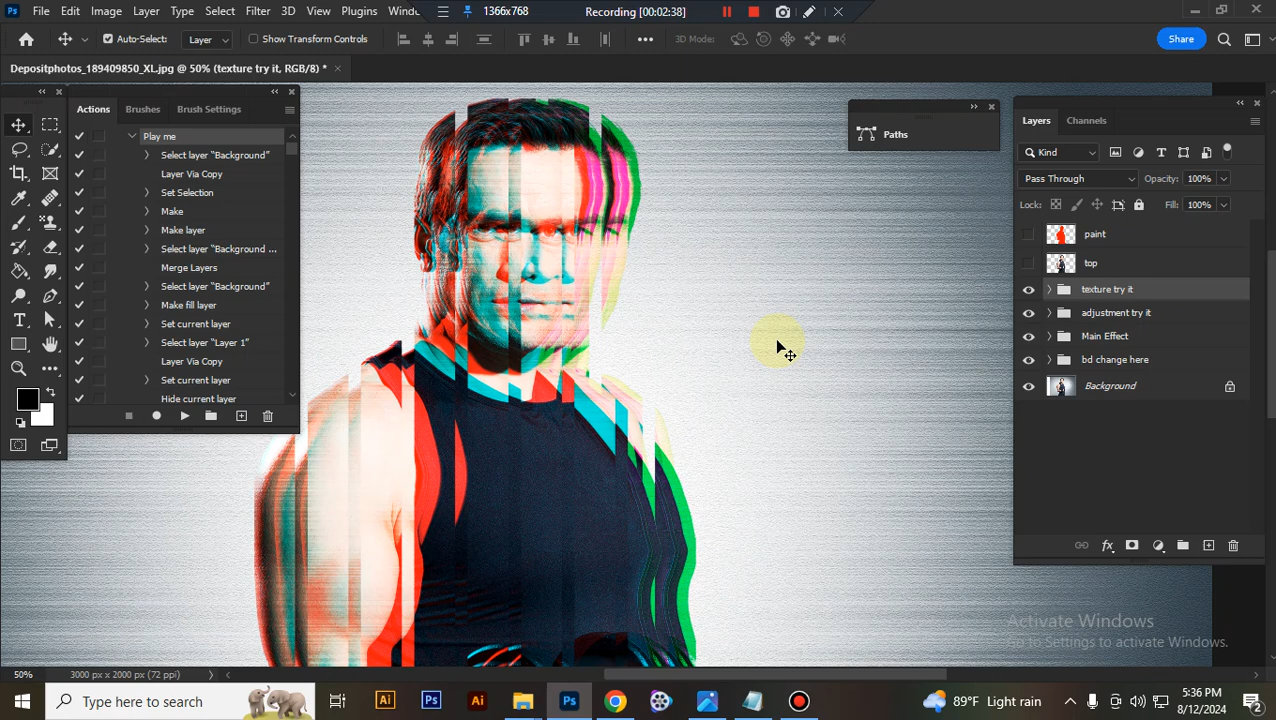 File Edit Image Layer Type Select Filter 3D View Plugins Windo
1366x768 Recording [00:02:38]
Auto-Select: Layer Show Transform Controls 3D Mode: Share
Depositphotos_189409850_XL.jpg @ 50% (texture try it, RGB/8) *
Actions Brushes Brush Settings
Play me
Select layer "Background"
Layer Via Copy
Set Selection
Make
Make layer
Select layer "Background ...
Merge Layers
Select layer "Background"
Make fill layer
Set current layer
Select layer "Layer 1"
Layer Via Copy
Set current layer
Hide current layer
Paths
Layers Channels
Kind
Pass Through Opacity: 100%
Lock: Fill: 100%
paint
top
texture try it
adjustment try it
Main Effect
bd change here
Background
Activate Windows
Go to Settings to activate Windows.
50% 3000 px x 2000 px (72 ppi)
Type here to search
89°F Light rain
3:36 PM
8/12/2024
2